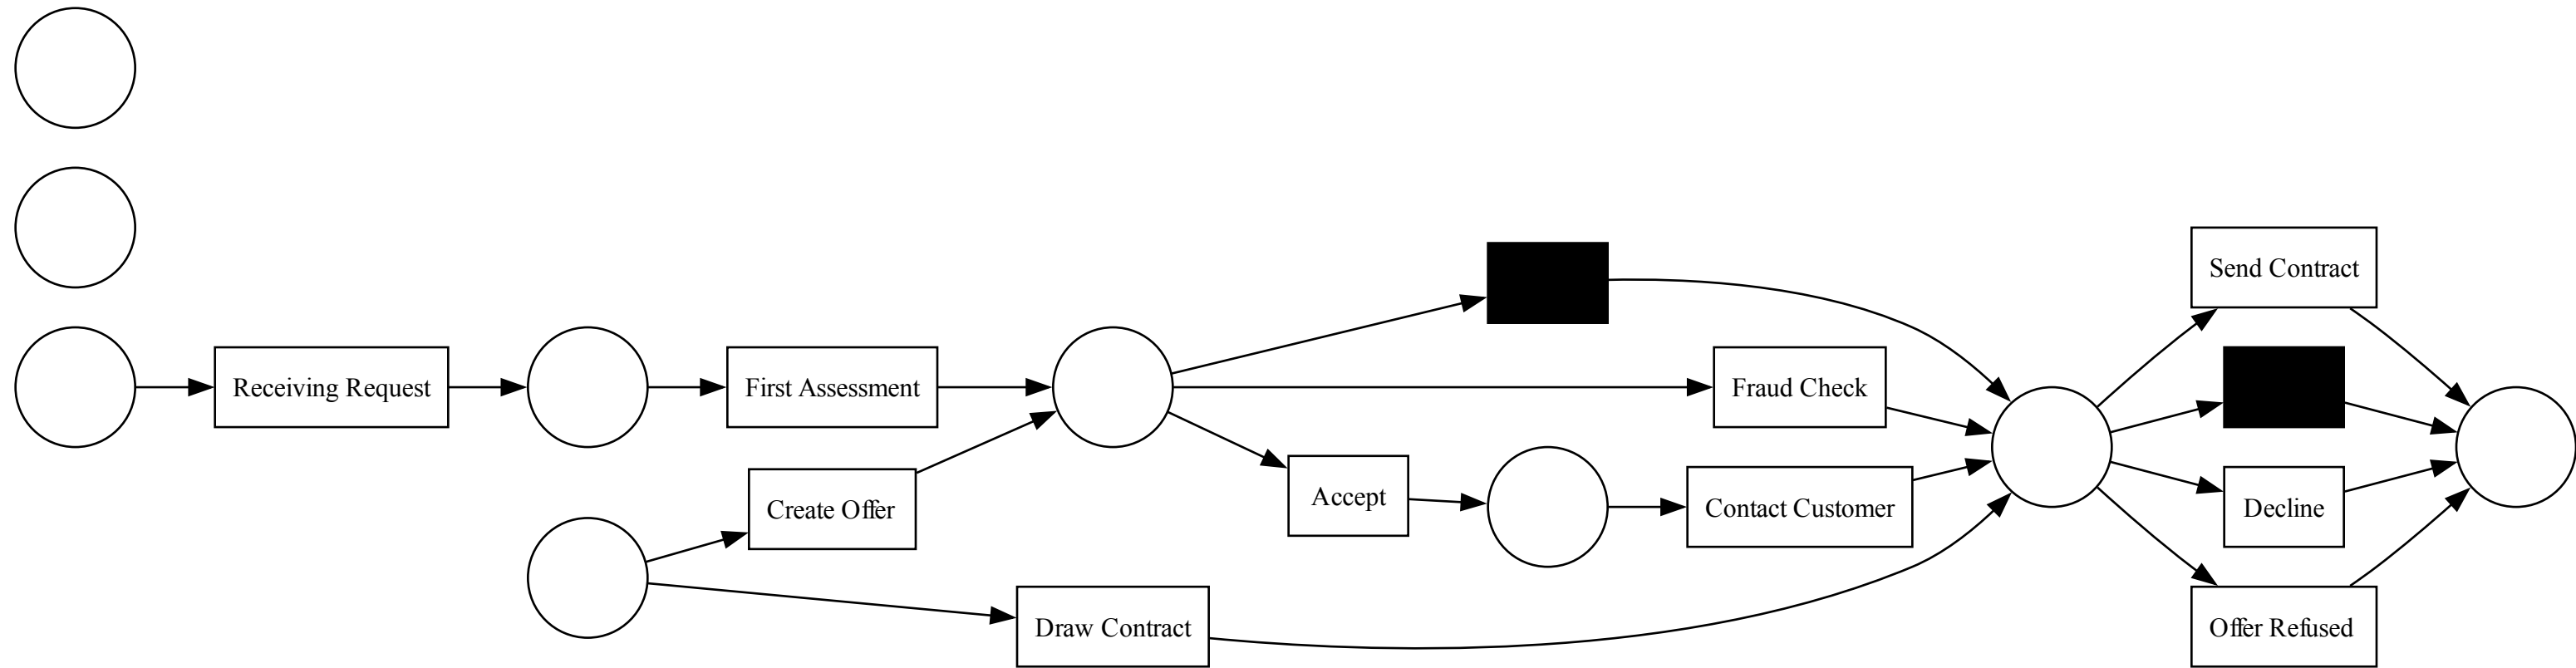 Send Contract
Receiving Request
First Assessment
Fraud Check
Accept
Create Offer
Contact Customer
Decline
Draw Contract
Offer Refused